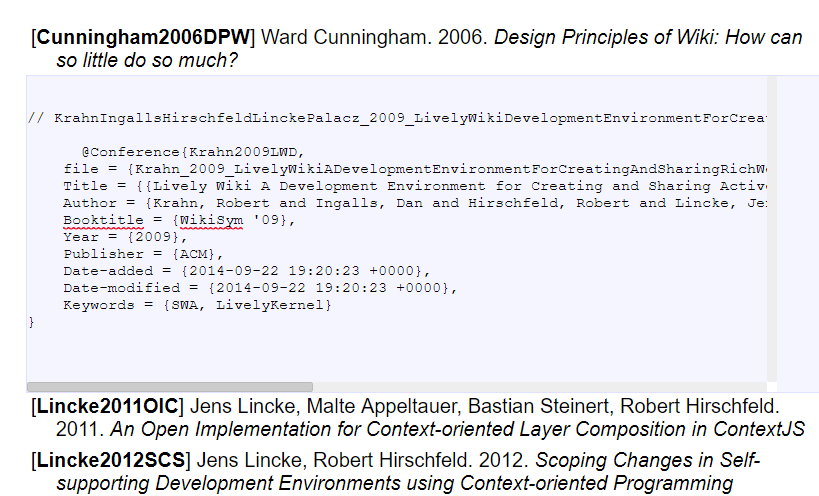 [Cunningham2006DPW] Ward Cunningham. 2006. Design Principles of Wiki: How can
so little do so much?
// KrahnIngallsHirschfeldLinckePalacz_2009_LivelyWikiDevelopmentEnvironmentForCrea
@Conference{Krahn2009LWD,
file = {Krahn_2009_LivelyWikiADevelopmentEnvironmentForCreatingAndSharingRichW
Title = {{Lively Wiki A Development Environment for Creating and Sharing Activ
Author = {Krahn, Robert and Ingalls, Dan and Hirschfeld, Robert and Lincke, Je
Booktitle = {WikiSym '09},
Year = {2009},
Publisher = {ACM},
Date-added = {2014-09-22 19:20:23 +0000},
Date-modified = {2014-09-22 19:20:23 +0000},
Keywords = {SWA, LivelyKernel}
}
[Lincke2011OIC] Jens Lincke, Malte Appeltauer, Bastian Steinert, Robert Hirschfeld.
2011. An Open Implementation for Context-oriented Layer Composition in ContextJS
[Lincke2012SCS] Jens Lincke, Robert Hirschfeld. 2012. Scoping Changes in Self-
supporting Development Environments using Context-oriented Programming